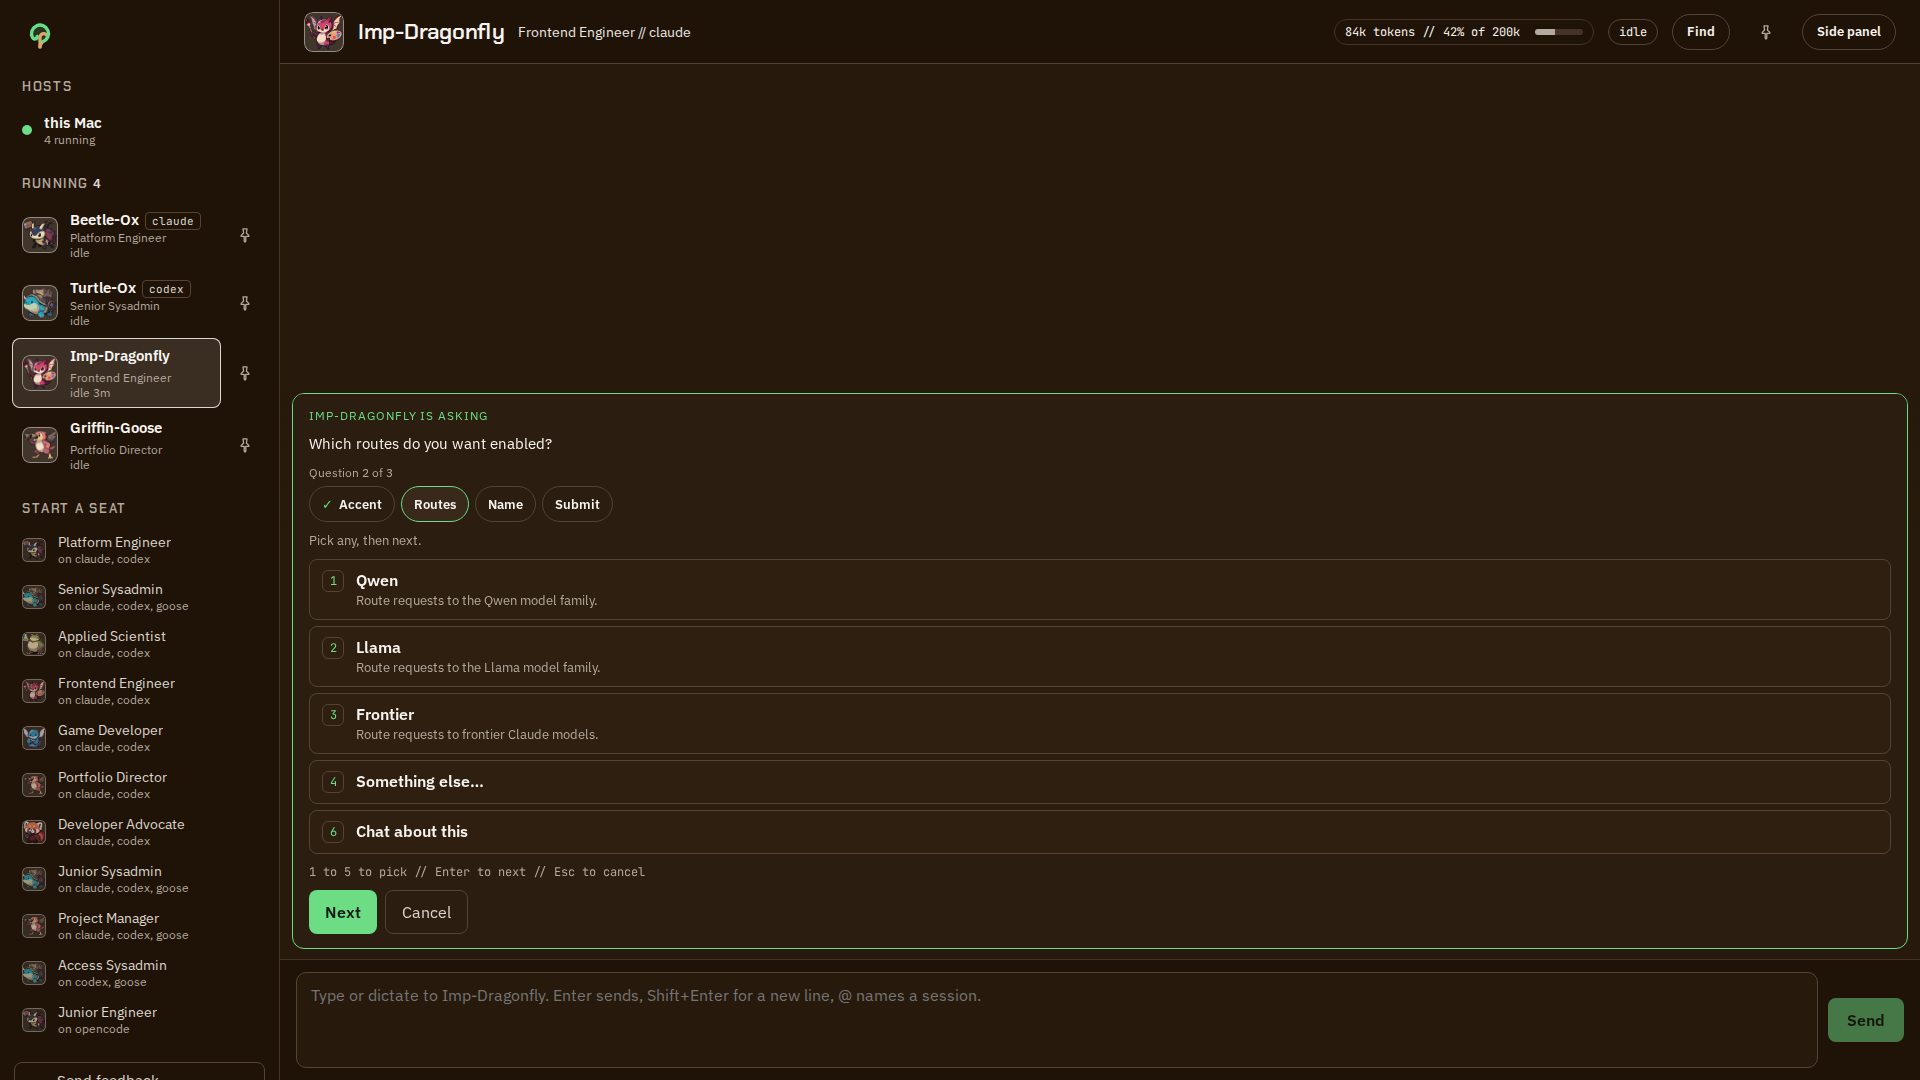 HOSTS
this Mac
4 running
RUNNING 4
Beetle-Ox claude
Platform Engineer
idle
Turtle-Ox codex
Senior Sysadmin
idle
Imp-Dragonfly
Frontend Engineer
idle 3m
Griffin-Goose
Portfolio Director
idle
START A SEAT
Platform Engineer
on claude, codex
Senior Sysadmin
on claude, codex, goose
Applied Scientist
on claude, codex
Frontend Engineer
on claude, codex
Game Developer
on claude, codex
Portfolio Director
on claude, codex
Developer Advocate
on claude, codex
Junior Sysadmin
on claude, codex, goose
Project Manager
on claude, codex, goose
Access Sysadmin
on codex, goose
Junior Engineer
on opencode
Send feedback
Imp-Dragonfly Frontend Engineer // claude
84k tokens // 42% of 200k idle Find Side panel
IMP-DRAGONFLY IS ASKING
Which routes do you want enabled?
Question 2 of 3
✓ Accent Routes Name Submit
Pick any, then next.
1 Qwen
Route requests to the Qwen model family.
2 Llama
Route requests to the Llama model family.
3 Frontier
Route requests to frontier Claude models.
4 Something else...
6 Chat about this
1 to 5 to pick // Enter to next // Esc to cancel
Next Cancel
Type or dictate to Imp-Dragonfly. Enter sends, Shift+Enter for a new line, @ names a session.
Send